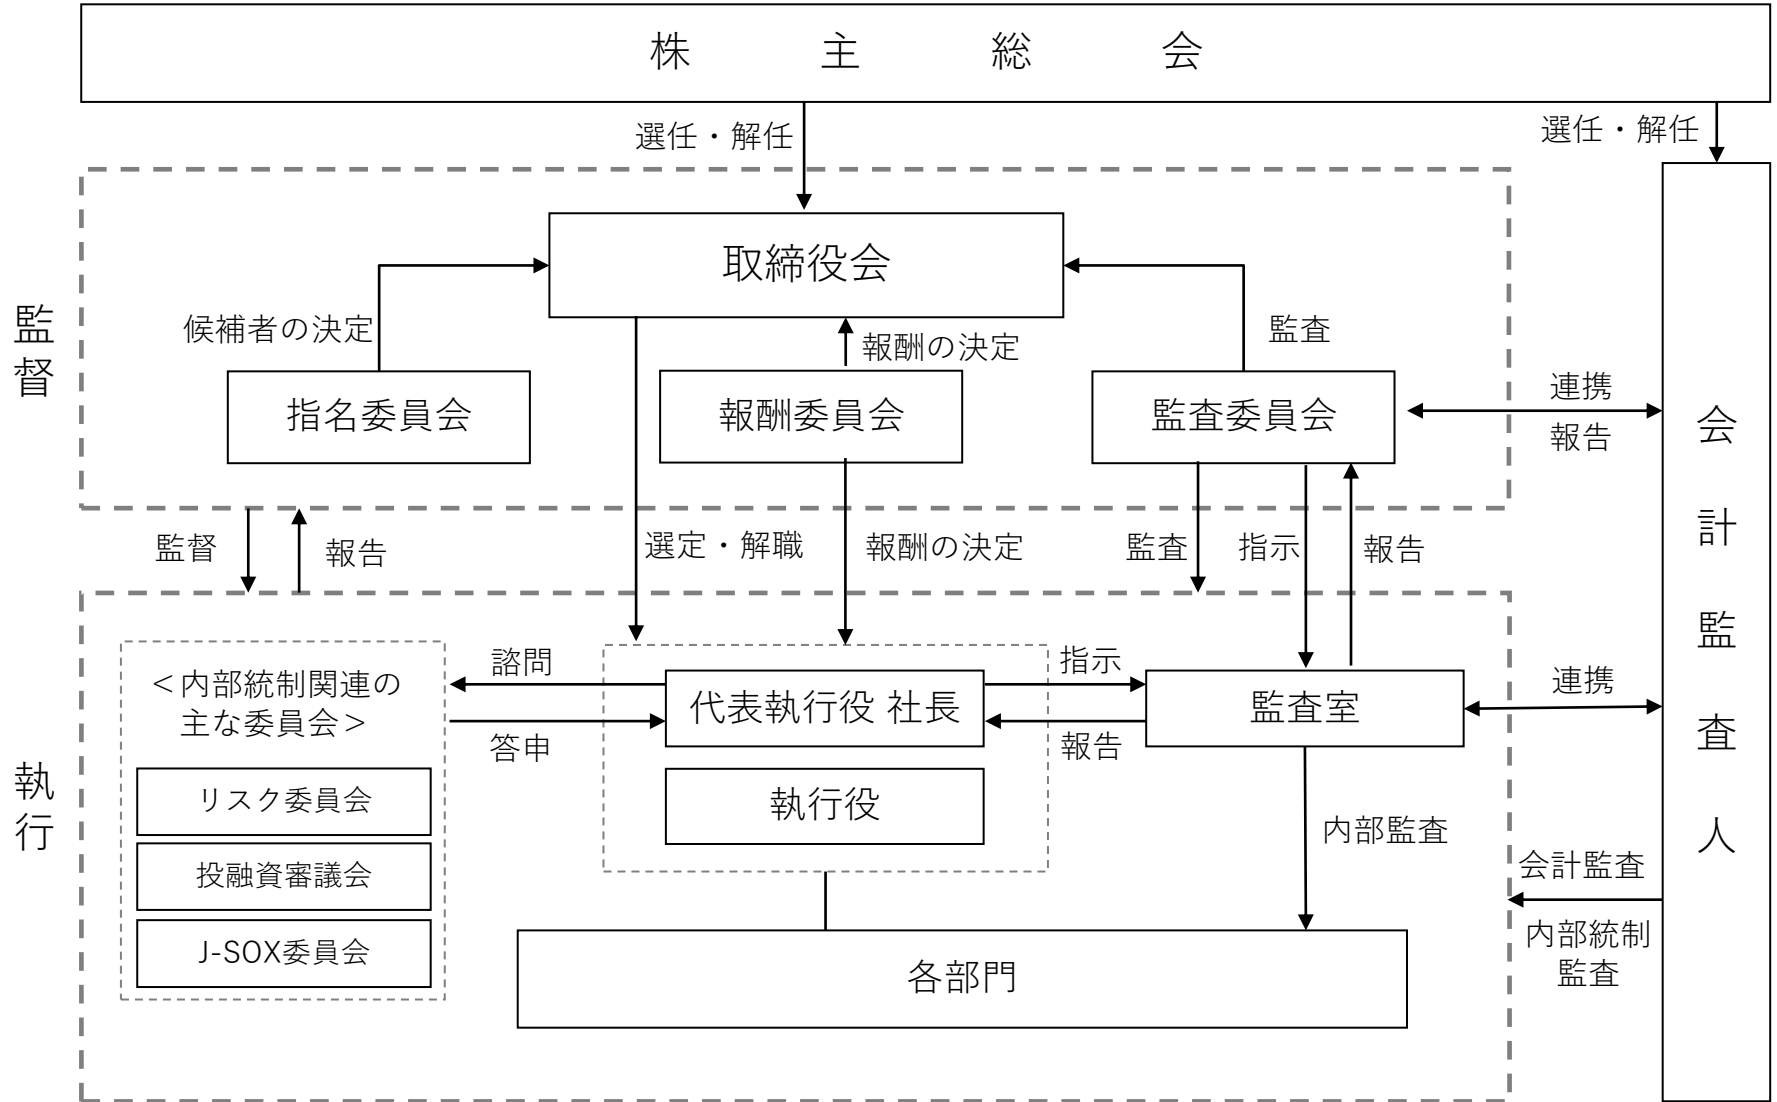 株主総会
選任・解任
選任・解任
監督
取締役会
候補者の決定
報酬の決定
監査
指名委員会
報酬委員会
監査委員会
連携
報告
会計監査人
監督
報告
選定・解職
報酬の決定
監査
指示
報告
執行
＜内部統制関連の
主な委員会＞
リスク委員会
投融資審議会
J-SOX委員会
諮問
答申
代表執行役 社長
執行役
指示
報告
監査室
連携
内部監査
会計監査
内部統制
監査
各部門